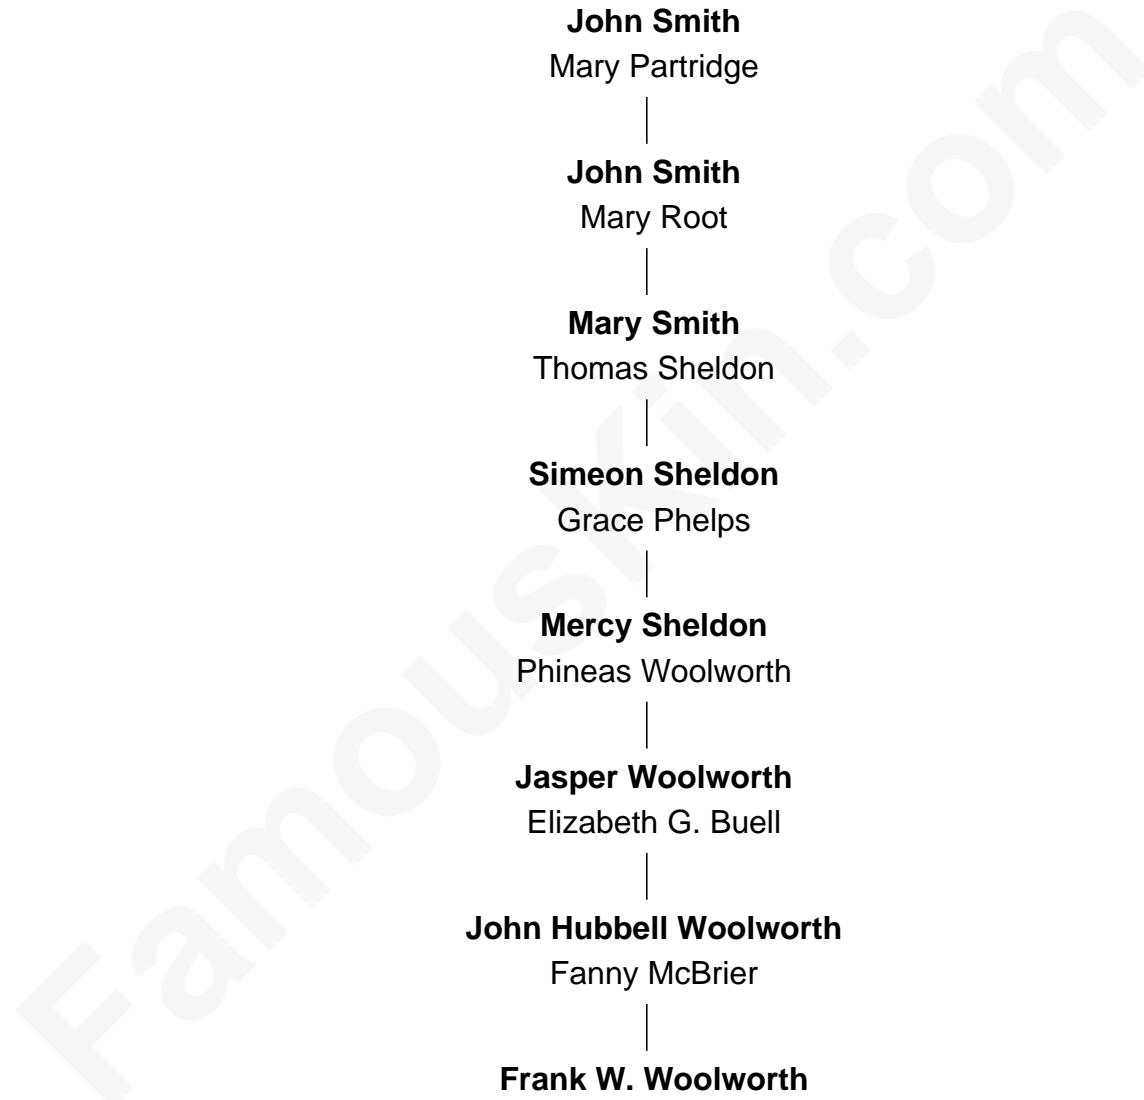 John Smith
Mary Partridge
John Smith
Mary Root
Mary Smith
Thomas Sheldon
Simeon Sheldon
Grace Phelps
Mercy Sheldon
Phineas Woolworth
Jasper Woolworth
Elizabeth G. Buell
John Hubbell Woolworth
Fanny McBrier
Frank W. Woolworth
FamousKin.com